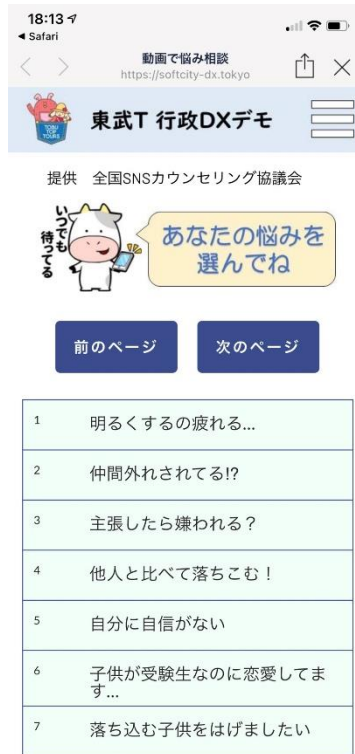 18:13
◀ Safari
動画で悩み相談
https://softcity-dx.tokyo
TOBU
TOP
TOURS
東武T 行政DXデモ
提供　全国SNSカウンセリング協議会
いつでも
待ってる
あなたの悩みを
選んでね
前のページ
次のページ
1 明るくするの疲れる...
2 仲間外れされてる!?
3 主張したら嫌われる？
4 他人と比べて落ちこむ！
5 自分に自信がない
6 子供が受験生なのに恋愛してま
す...
7 落ち込む子供をはげましたい